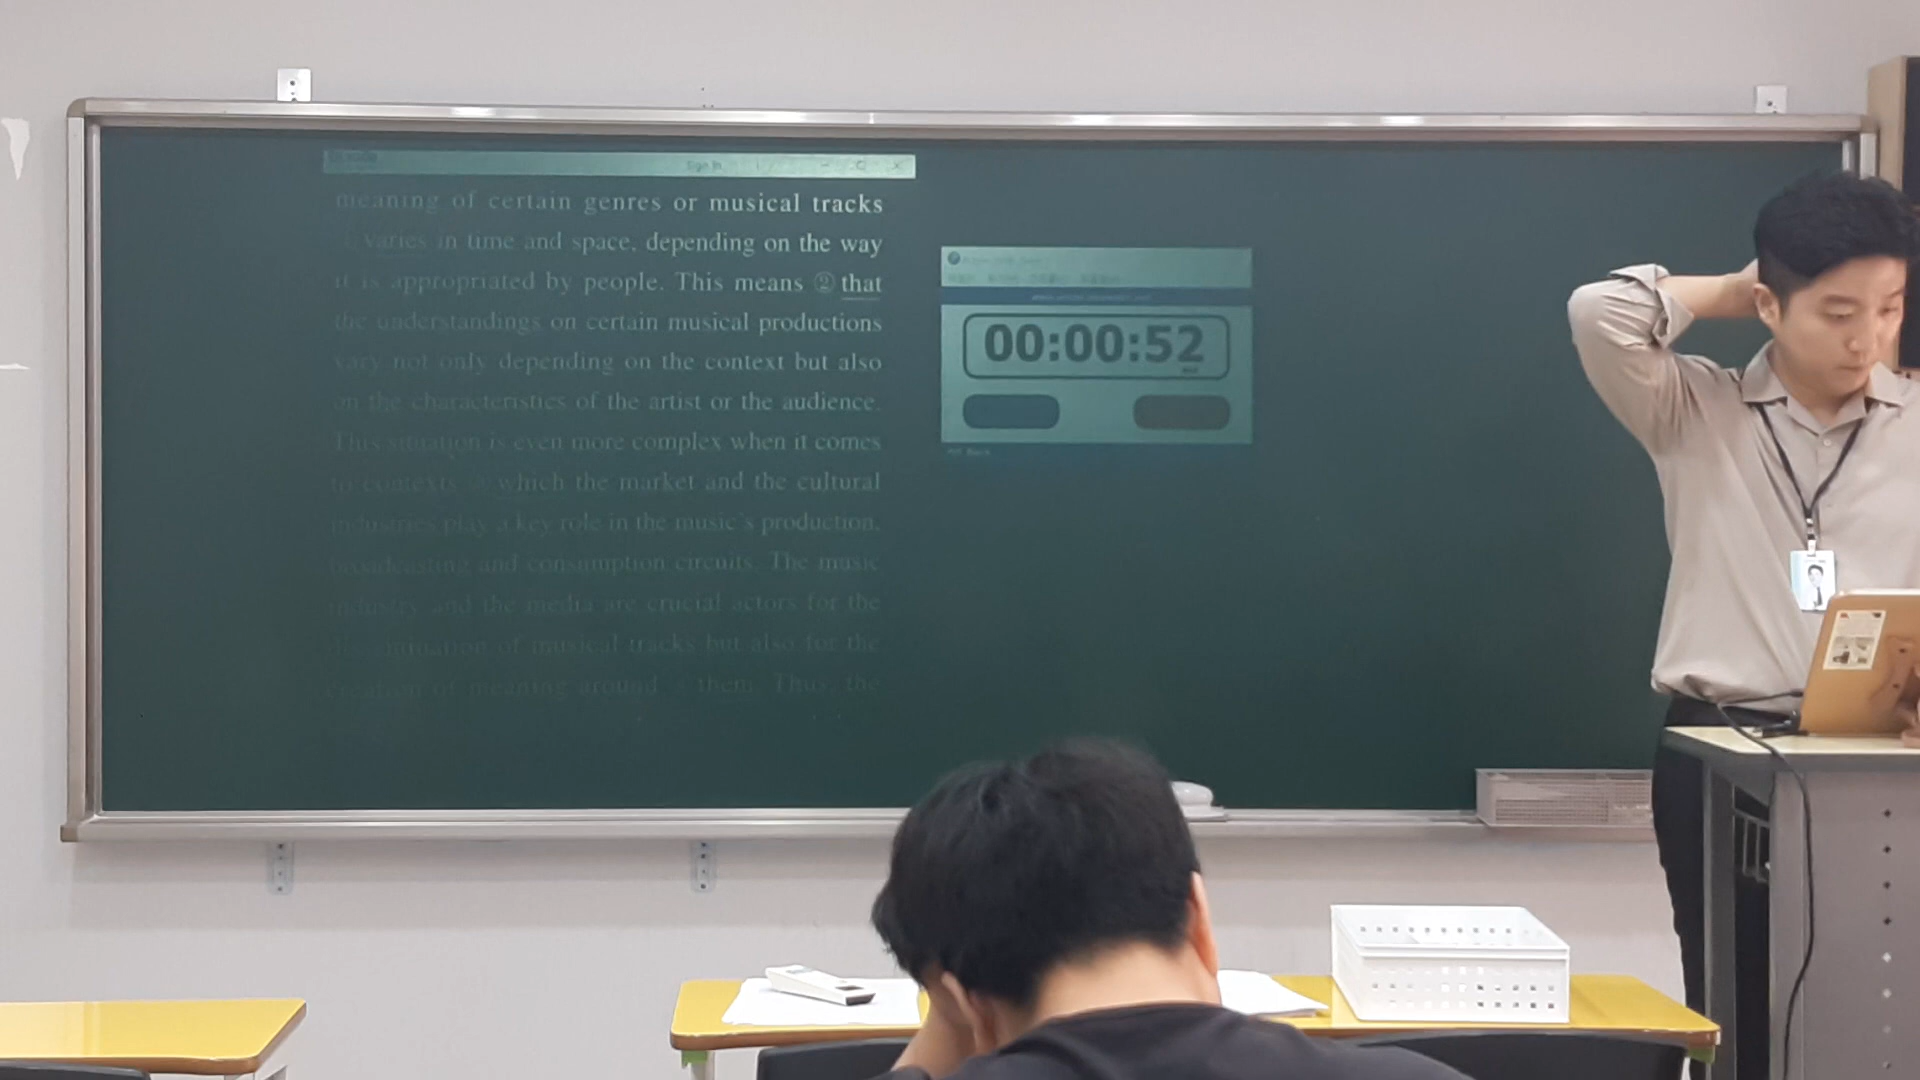 Sign In
meaning of certain genres or musical tracks
varies in time and space, depending on the way
it is appropriated by people. This means ② that
the understandings on certain musical productions
vary not only depending on the context but also
on the characteristics of the artist or the audience.
This situation is even more complex when it comes
to contexts which the market and the cultural
industries play a key role in the music's production,
broadcasting and consumption circuits. The music
industry and the media are crucial actors for the
dissemination of musical tracks but also for the
creation of meaning around them. Thus, the
00:00:52